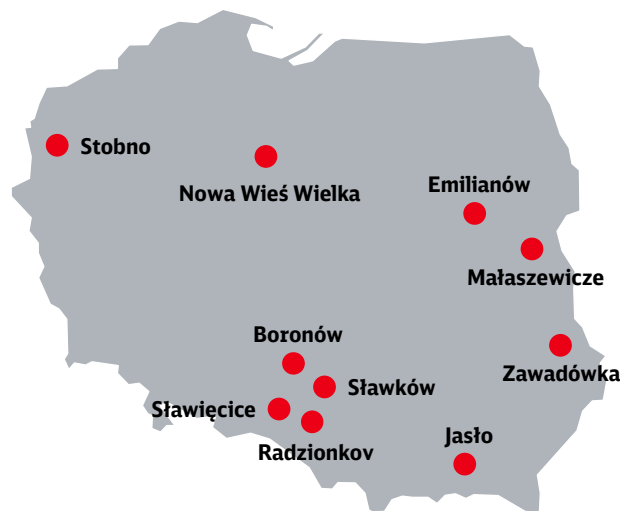 Stobno
Nowa Wieś Wielka
Emilianów
Małaszewicze
Boronów
Zawadówka
Sławków
Sławięcice
Radzionkov
Jasło